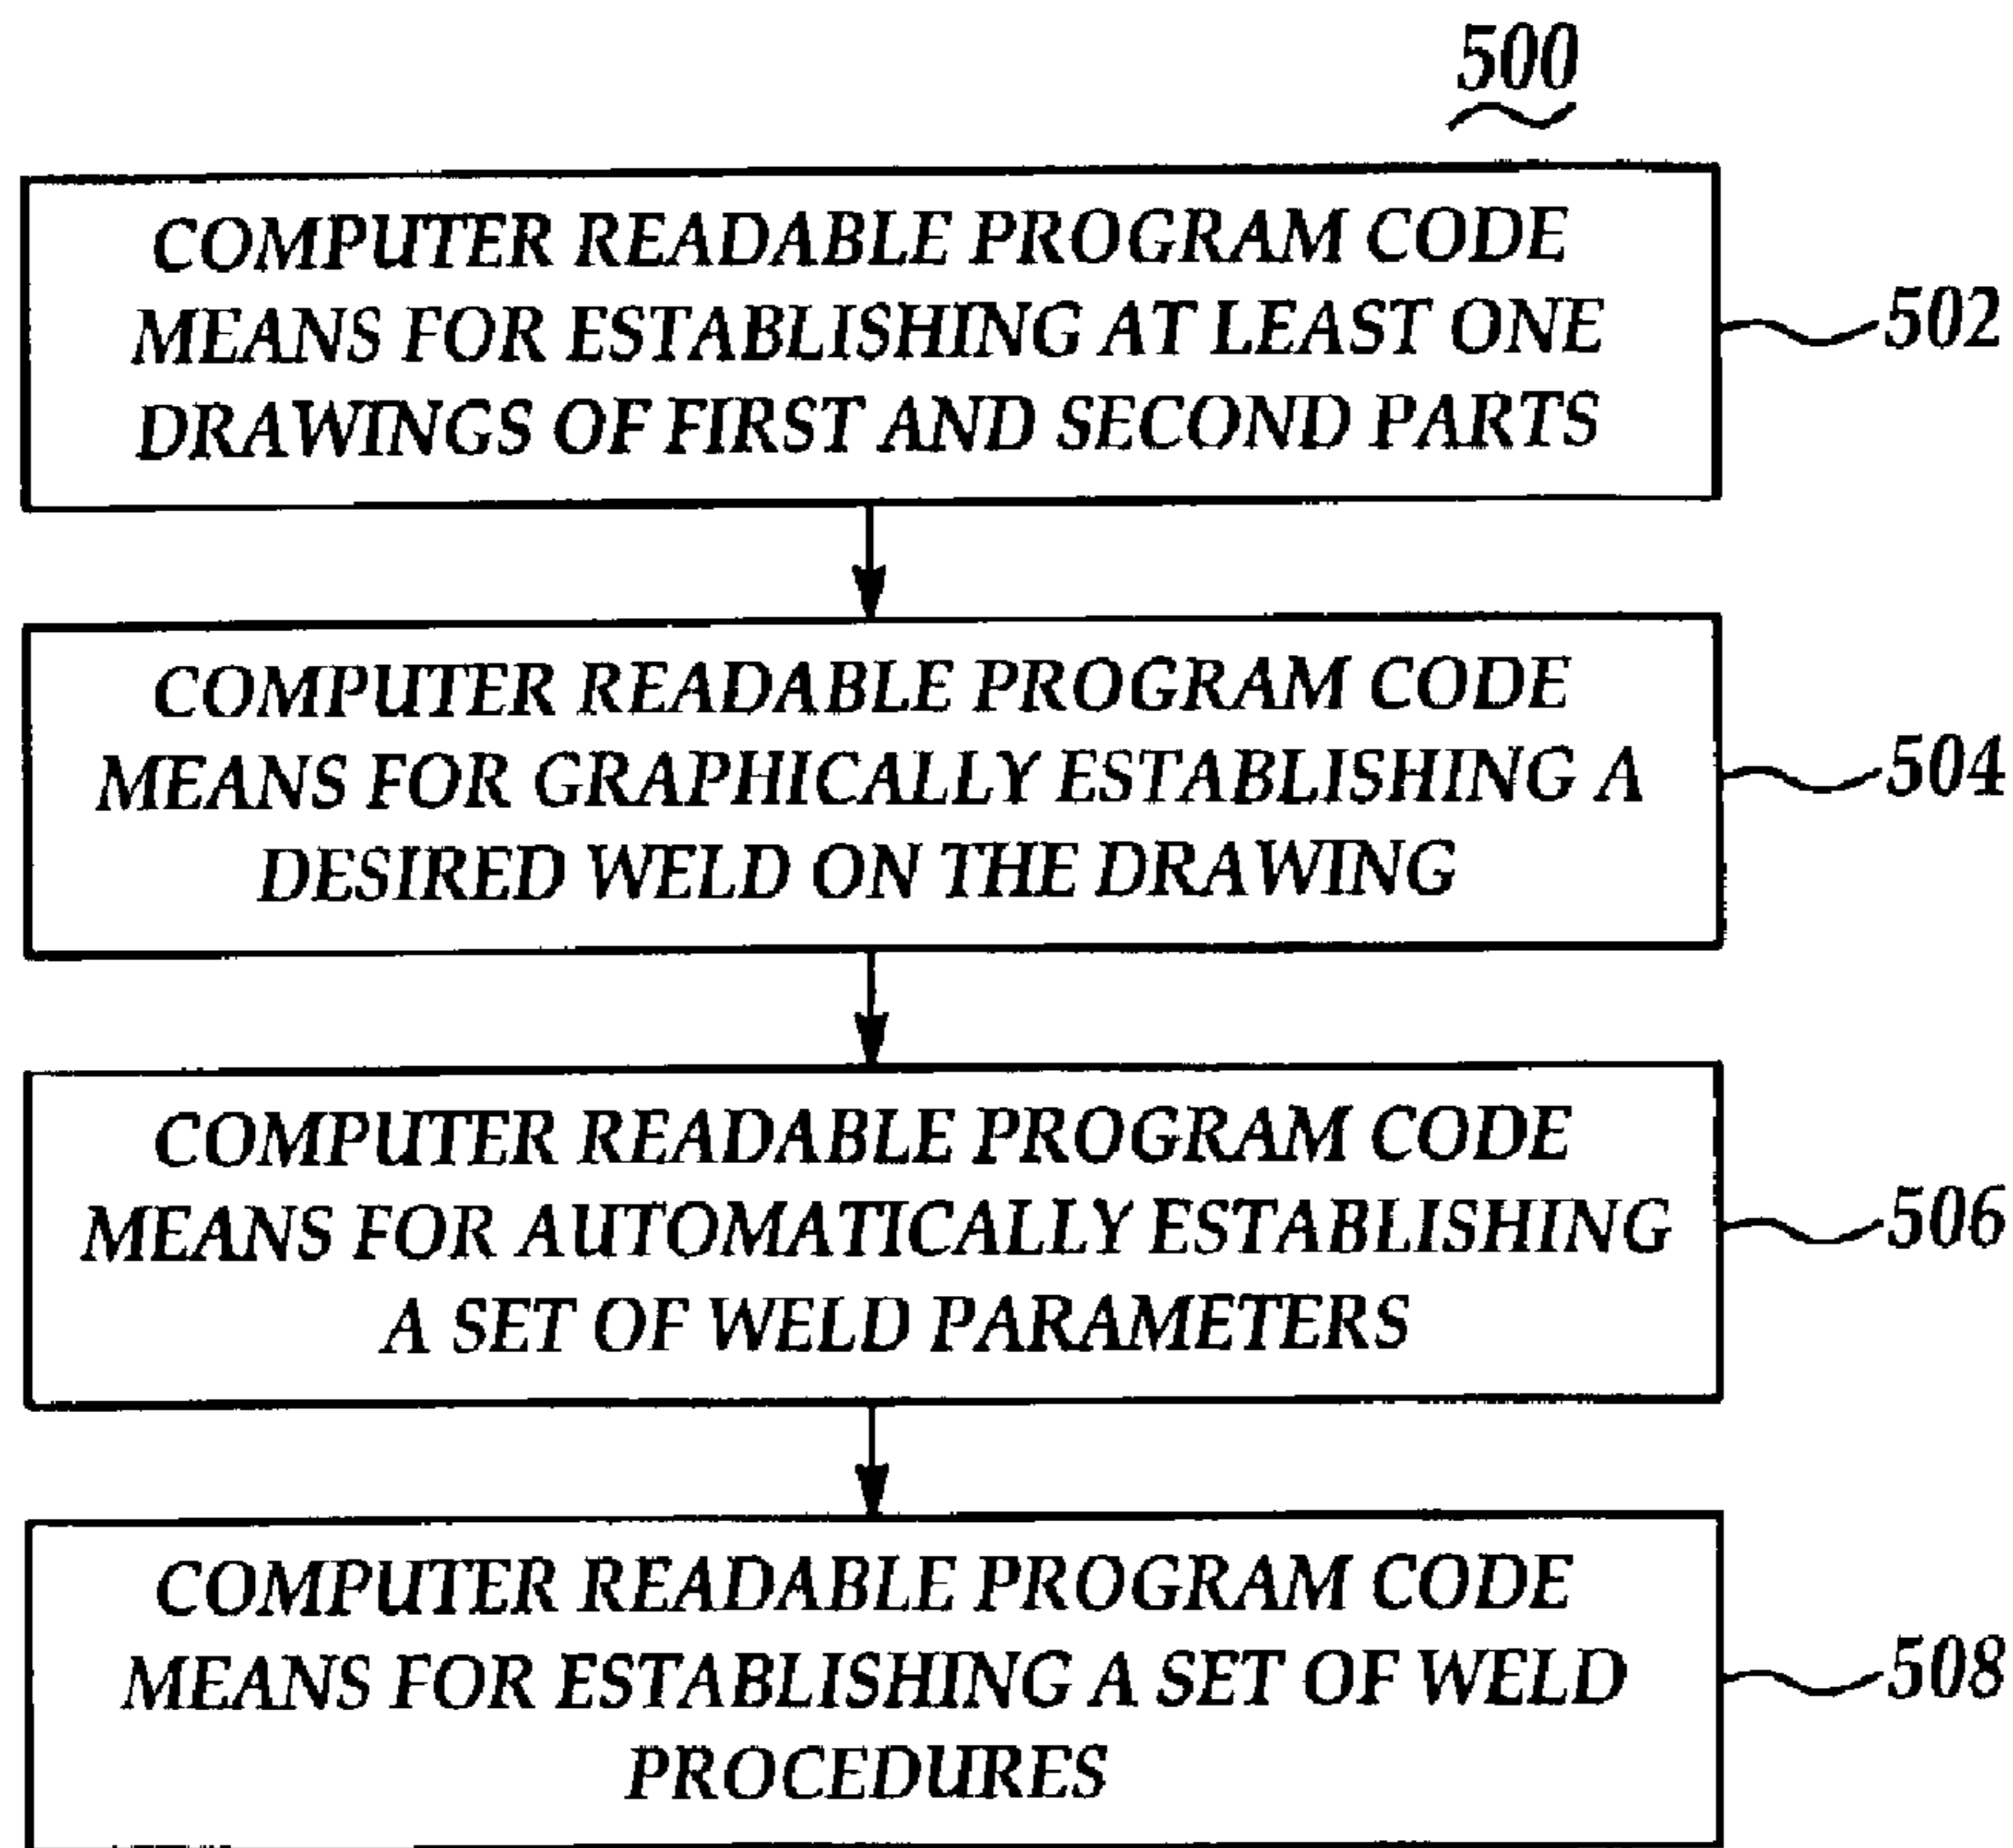 500
COMPUTER READABLE PROGRAM CODE
MEANS FOR ESTABLISHING AT LEAST ONE
DRAWINGS OF FIRST AND SECOND PARTS
502
COMPUTER READABLE PROGRAM CODE
MEANS FOR GRAPHICALLY ESTABLISHING A
DESIRED WELD ON THE DRAWING
504
COMPUTER READABLE PROGRAM CODE
MEANS FOR AUTOMATICALLY ESTABLISHING
A SET OF WELD PARAMETERS
506
COMPUTER READABLE PROGRAM CODE
MEANS FOR ESTABLISHING A SET OF WELD
PROCEDURES
508